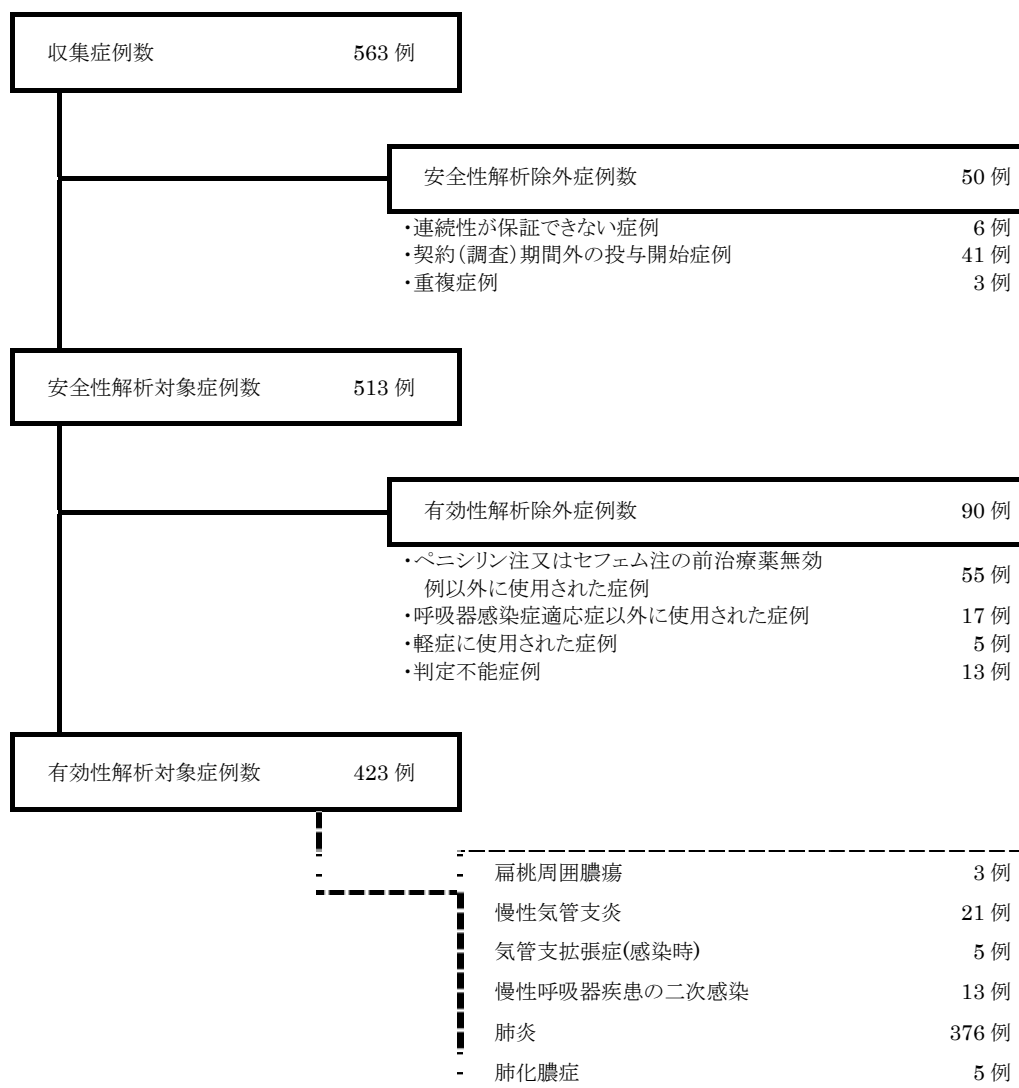 収集症例数 563 例
安全性解析除外症例数 50 例
・連続性が保証できない症例 6 例
・契約(調査)期間外の投与開始症例 41 例
・重複症例 3 例
安全性解析対象症例数 513 例
有効性解析除外症例数 90 例
・ペニシリン注又はセフェム注の前治療薬無効
例以外に使用された症例 55 例
・呼吸器感染症適応症以外に使用された症例 17 例
・軽症に使用された症例 5 例
・判定不能症例 13 例
有効性解析対象症例数 423 例
扁桃周囲膿瘍 3 例
慢性気管支炎 21 例
気管支拡張症(感染時) 5 例
慢性呼吸器疾患の二次感染 13 例
肺炎 376 例
肺化膿症 5 例